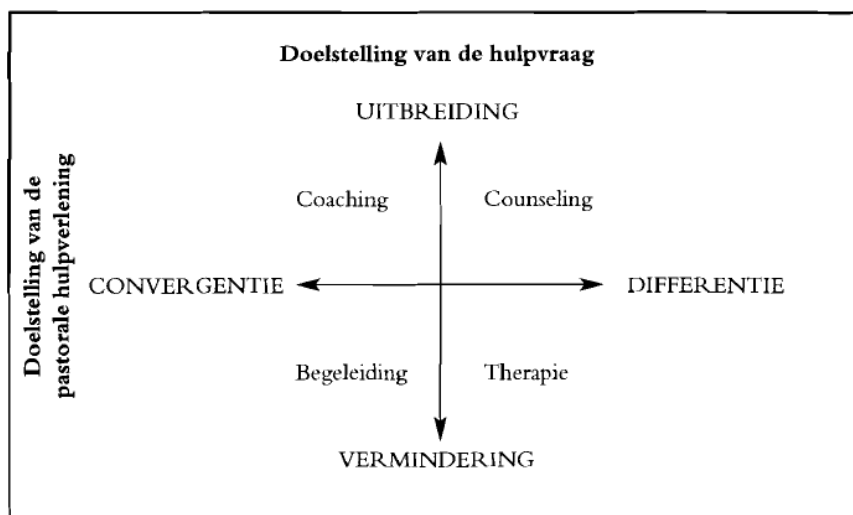 Doelstelling van de hulpvraag
UITBREIDING
Doelstelling van de
pastorale hulpverlening
Coaching
Counseling
CONVERGENTIE
DIFFERENTIE
Begeleiding
Therapie
VERMINDERING